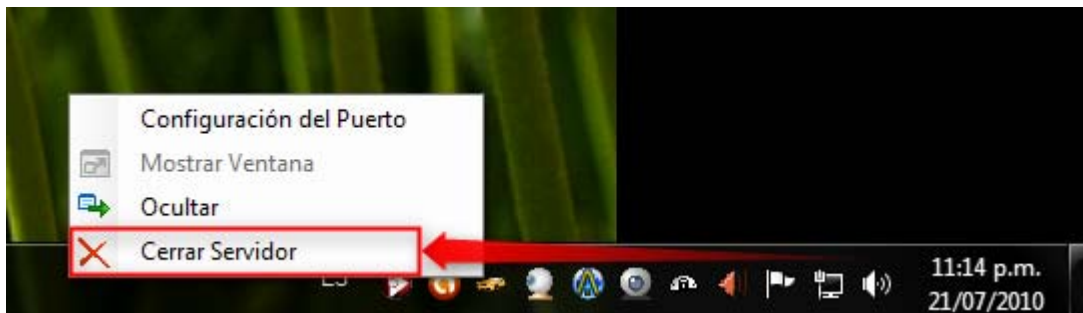 Configuración del Puerto
Mostrar Ventana
Ocultar
Cerrar Servidor
11:14 p.m.
21/07/2010